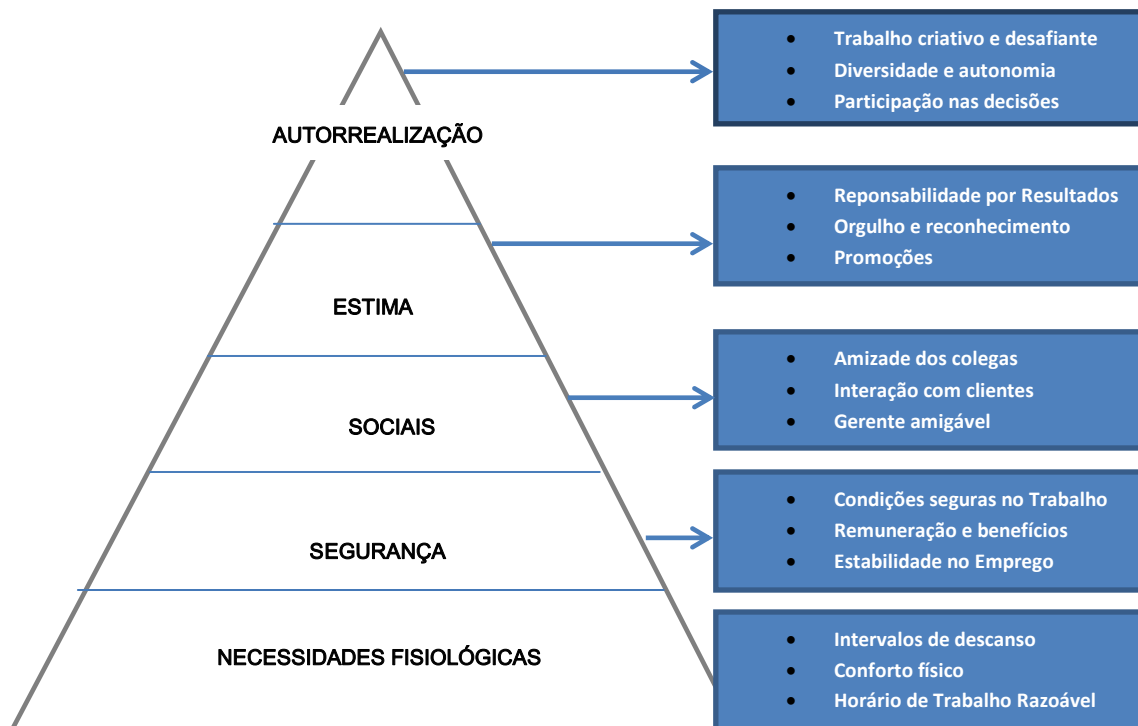 Trabalho criativo e desafiante
Diversidade e autonomia
Participação nas decisões
AUTORREALIZAÇÃO
Reponsabilidade por Resultados
Orgulho e reconhecimento
Promoções
ESTIMA
Amizade dos colegas
Interação com clientes
Gerente amigável
SOCIAIS
Condições seguras no Trabalho
Remuneração e benefícios
Estabilidade no Emprego
SEGURANÇA
Intervalos de descanso
Conforto físico
Horário de Trabalho Razoável
NECESSIDADES FISIOLÓGICAS